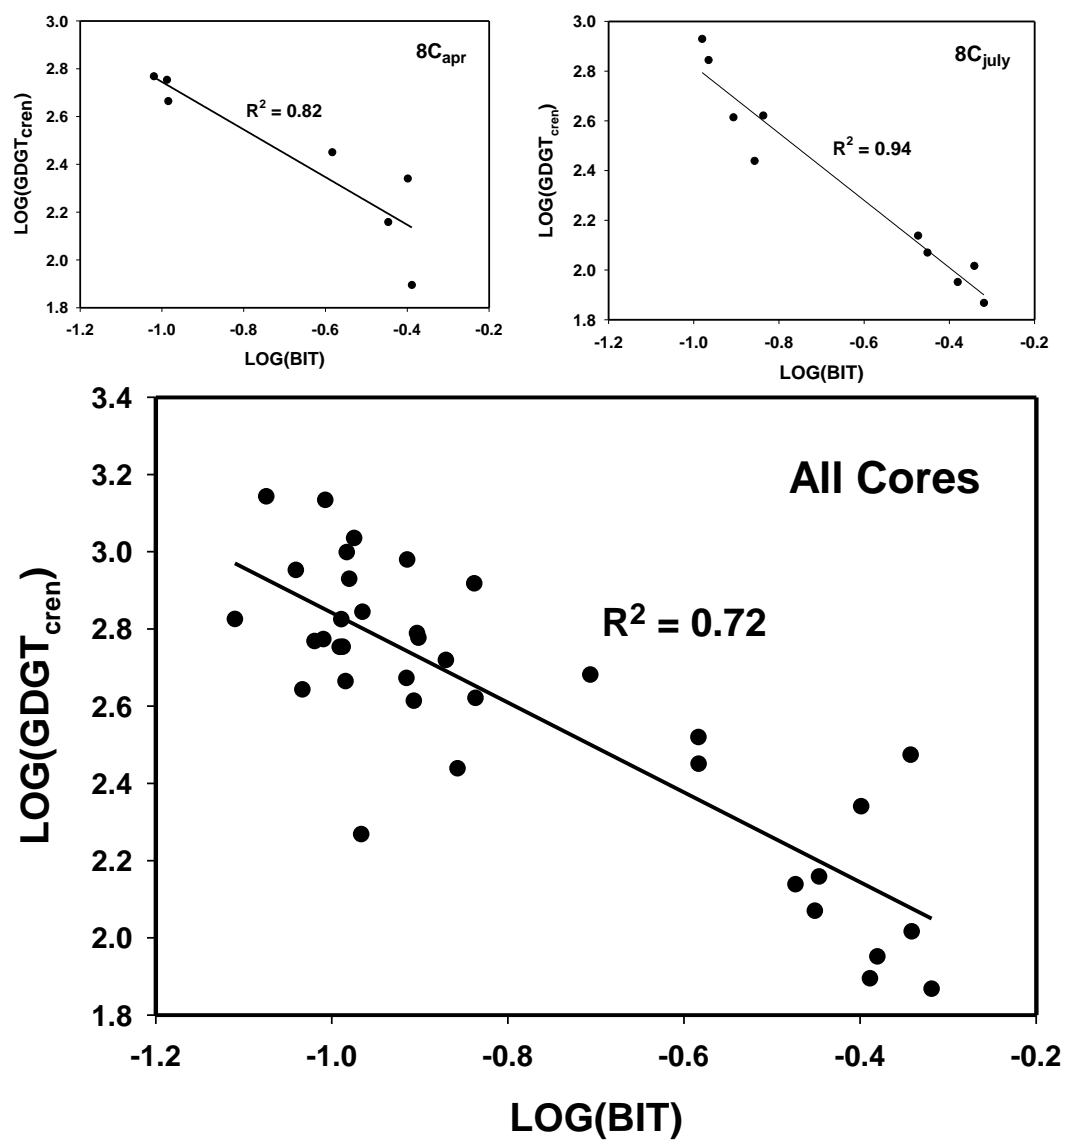 3.0
2.8
2.6
2.4
2.2
2.0
1.8
LOG(GDGTcren)
8Capr
R2 = 0.82
-1.2 -1.0 -0.8 -0.6 -0.4 -0.2
LOG(BIT)
3.0
2.8
2.6
2.4
2.2
2.0
1.8
LOG(GDGTcren)
8Cjuly
R2 = 0.94
-1.2 -1.0 -0.8 -0.6 -0.4 -0.2
LOG(BIT)
3.4
3.2
3.0
2.8
2.6
2.4
2.2
2.0
1.8
LOG(GDGTcren)
All Cores
R2 = 0.72
-1.2 -1.0 -0.8 -0.6 -0.4 -0.2
LOG(BIT)